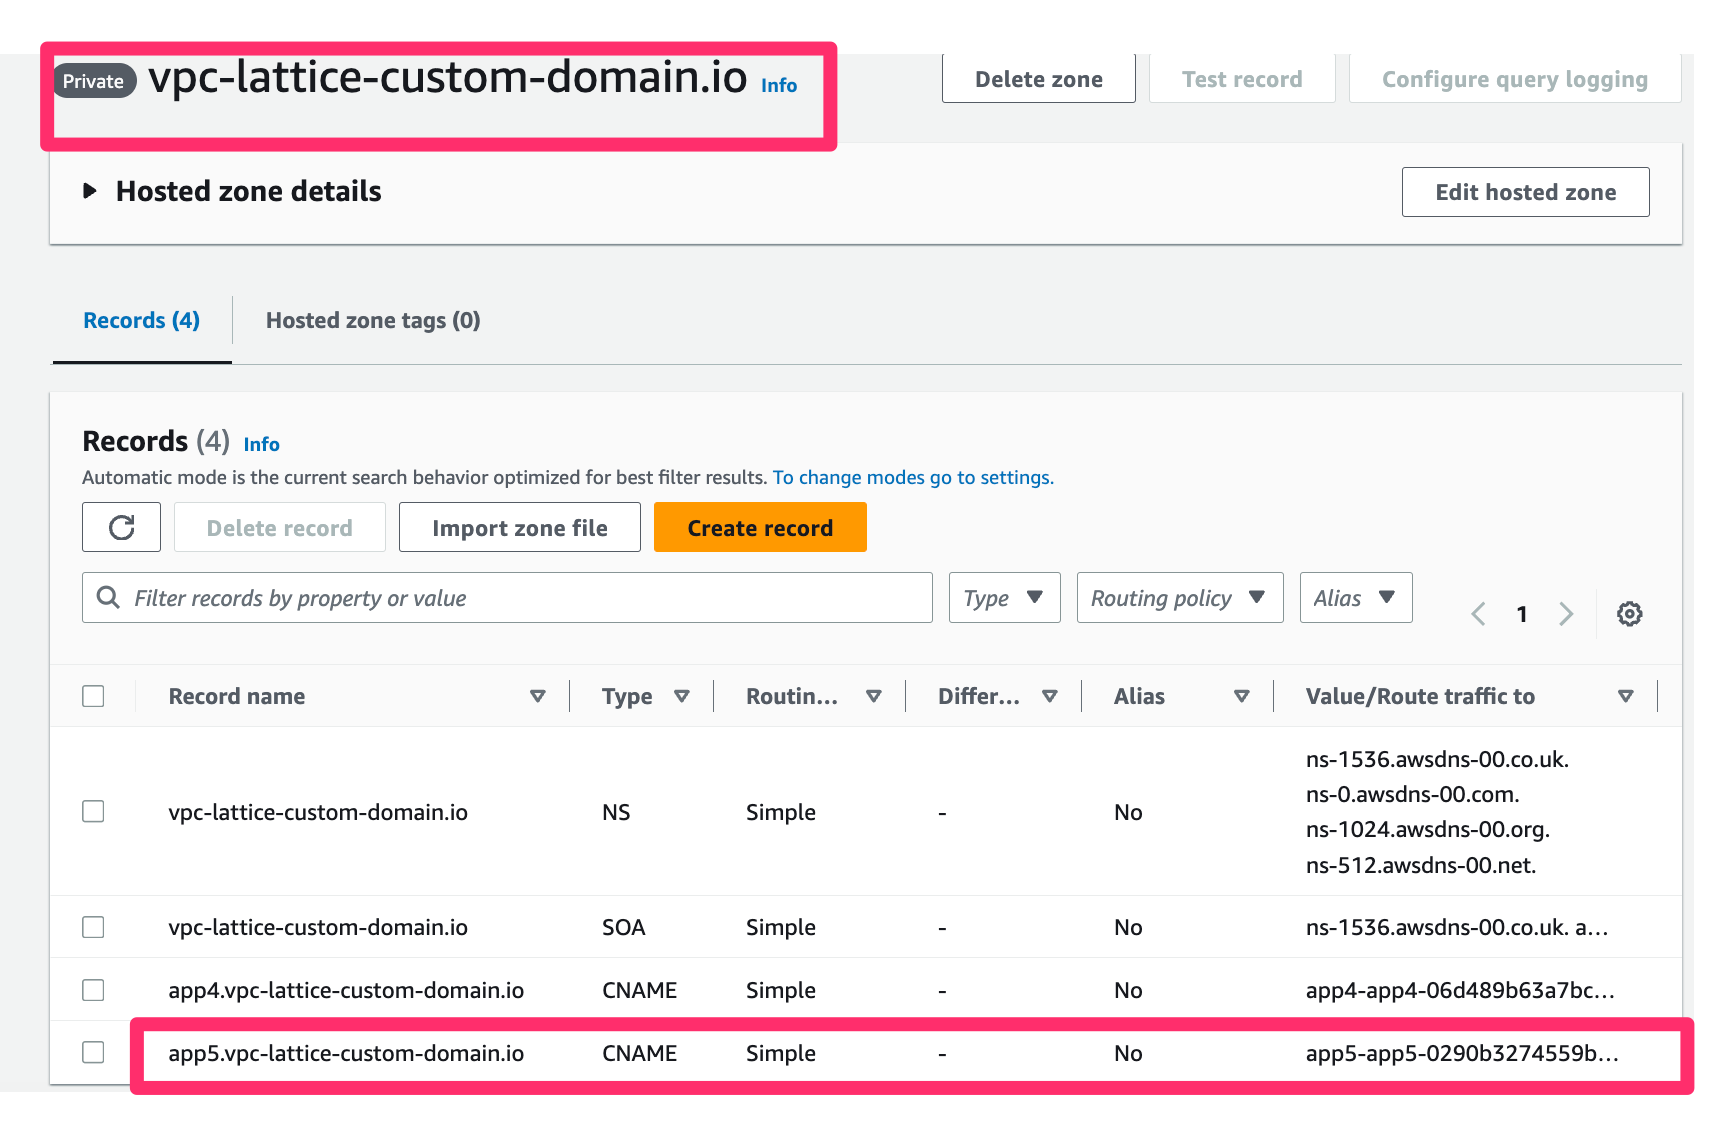 Private vpc-lattice-custom-domain.io Info
Delete zone Test record Configure query logging
Hosted zone details Edit hosted zone
Records (4) Hosted zone tags (0)
Records (4) Info
Automatic mode is the current search behavior optimized for best filter results. To change modes go to settings.
Delete record Import zone file Create record
Filter records by property or value Type Routing policy Alias 1
Record name Type Routin... Differ... Alias Value/Route traffic to
vpc-lattice-custom-domain.io NS Simple - No ns-1536.awsdns-00.co.uk.
ns-0.awsdns-00.com.
ns-1024.awsdns-00.org.
ns-512.awsdns-00.net.
vpc-lattice-custom-domain.io SOA Simple - No ns-1536.awsdns-00.co.uk. a...
app4.vpc-lattice-custom-domain.io CNAME Simple - No app4-app4-06d489b63a7bc...
app5.vpc-lattice-custom-domain.io CNAME Simple - No app5-app5-0290b3274559b...